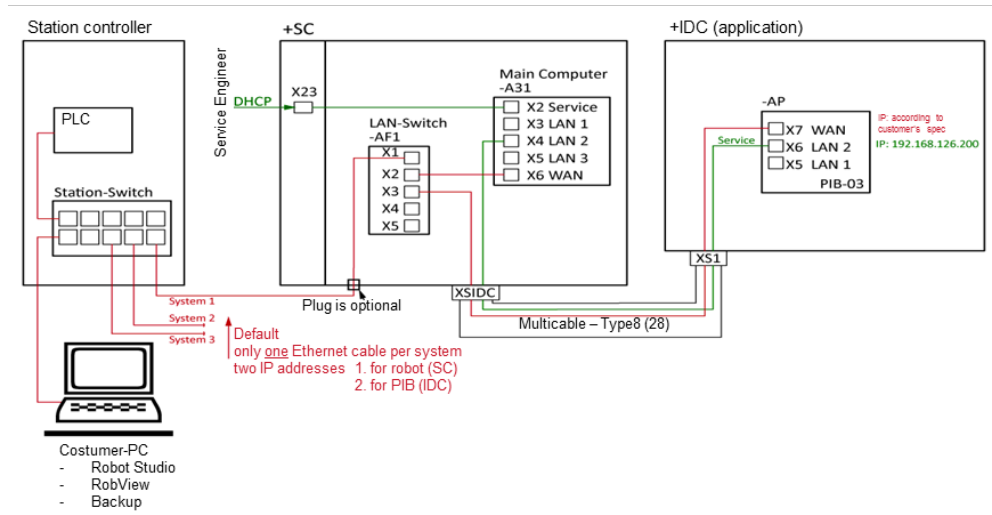 Station controller
PLC
Station-Switch
Service Engineer
DHCP
+SC
X23
LAN-Switch
-AF1
X1
X2
X3
X4
X5
Main Computer
-A31
X2 Service
X3 LAN 1
X4 LAN 2
X5 LAN 3
X6 WAN
+IDC (application)
-AP
X7 WAN
X6 LAN 2
X5 LAN 1
PIB-03
Service
IP: according to
customer's spec
IP: 192.168.126.200
XS1
XSIDC
Plug is optional
Multicable – Type8 (28)
System 1
System 2
System 3
Default
only one Ethernet cable per system
two IP addresses 1. for robot (SC)
2. for PIB (IDC)
Costumer-PC
- Robot Studio
- RobView
- Backup